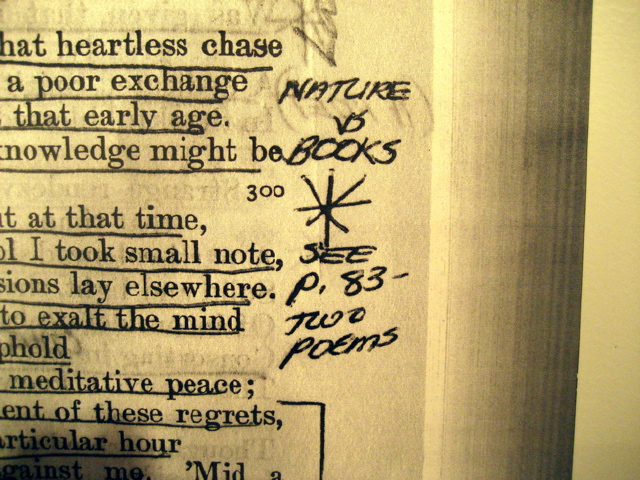 hat heartless chase
a poor exchange
that early age.
knowledge might be
300
at that time,
I took small note,
sions lay elsewhere.
to exalt the mind
phold
meditative peace;
ent of these regrets,
articular hour
against me. 'Mid a
NATURE
VS
BOOKS
SEE
P. 83-
TWO
POEMS